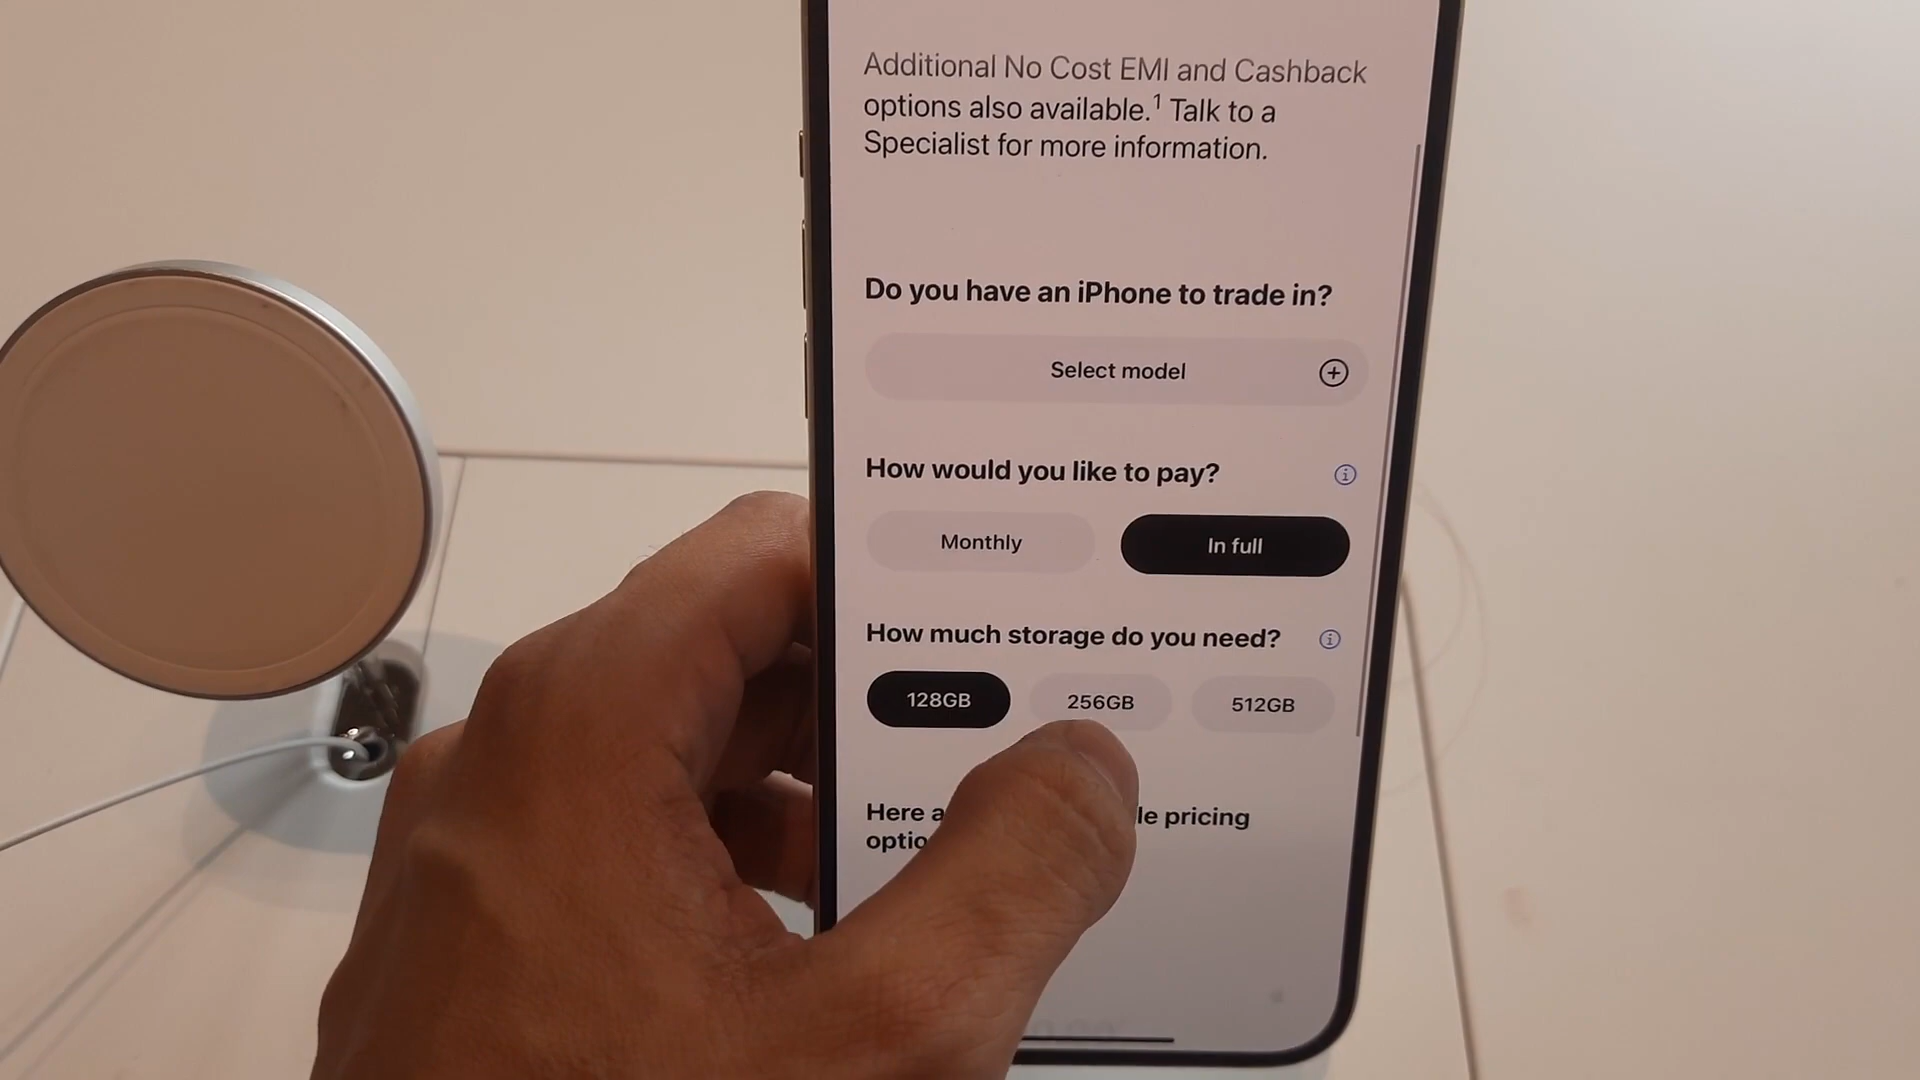 Additional No Cost EMI and Cashback
options also available.¹ Talk to a
Specialist for more information.
Do you have an iPhone to trade in?
Select model
How would you like to pay?
Monthly
In full
How much storage do you need?
128GB
256GB
512GB
Here
pricing